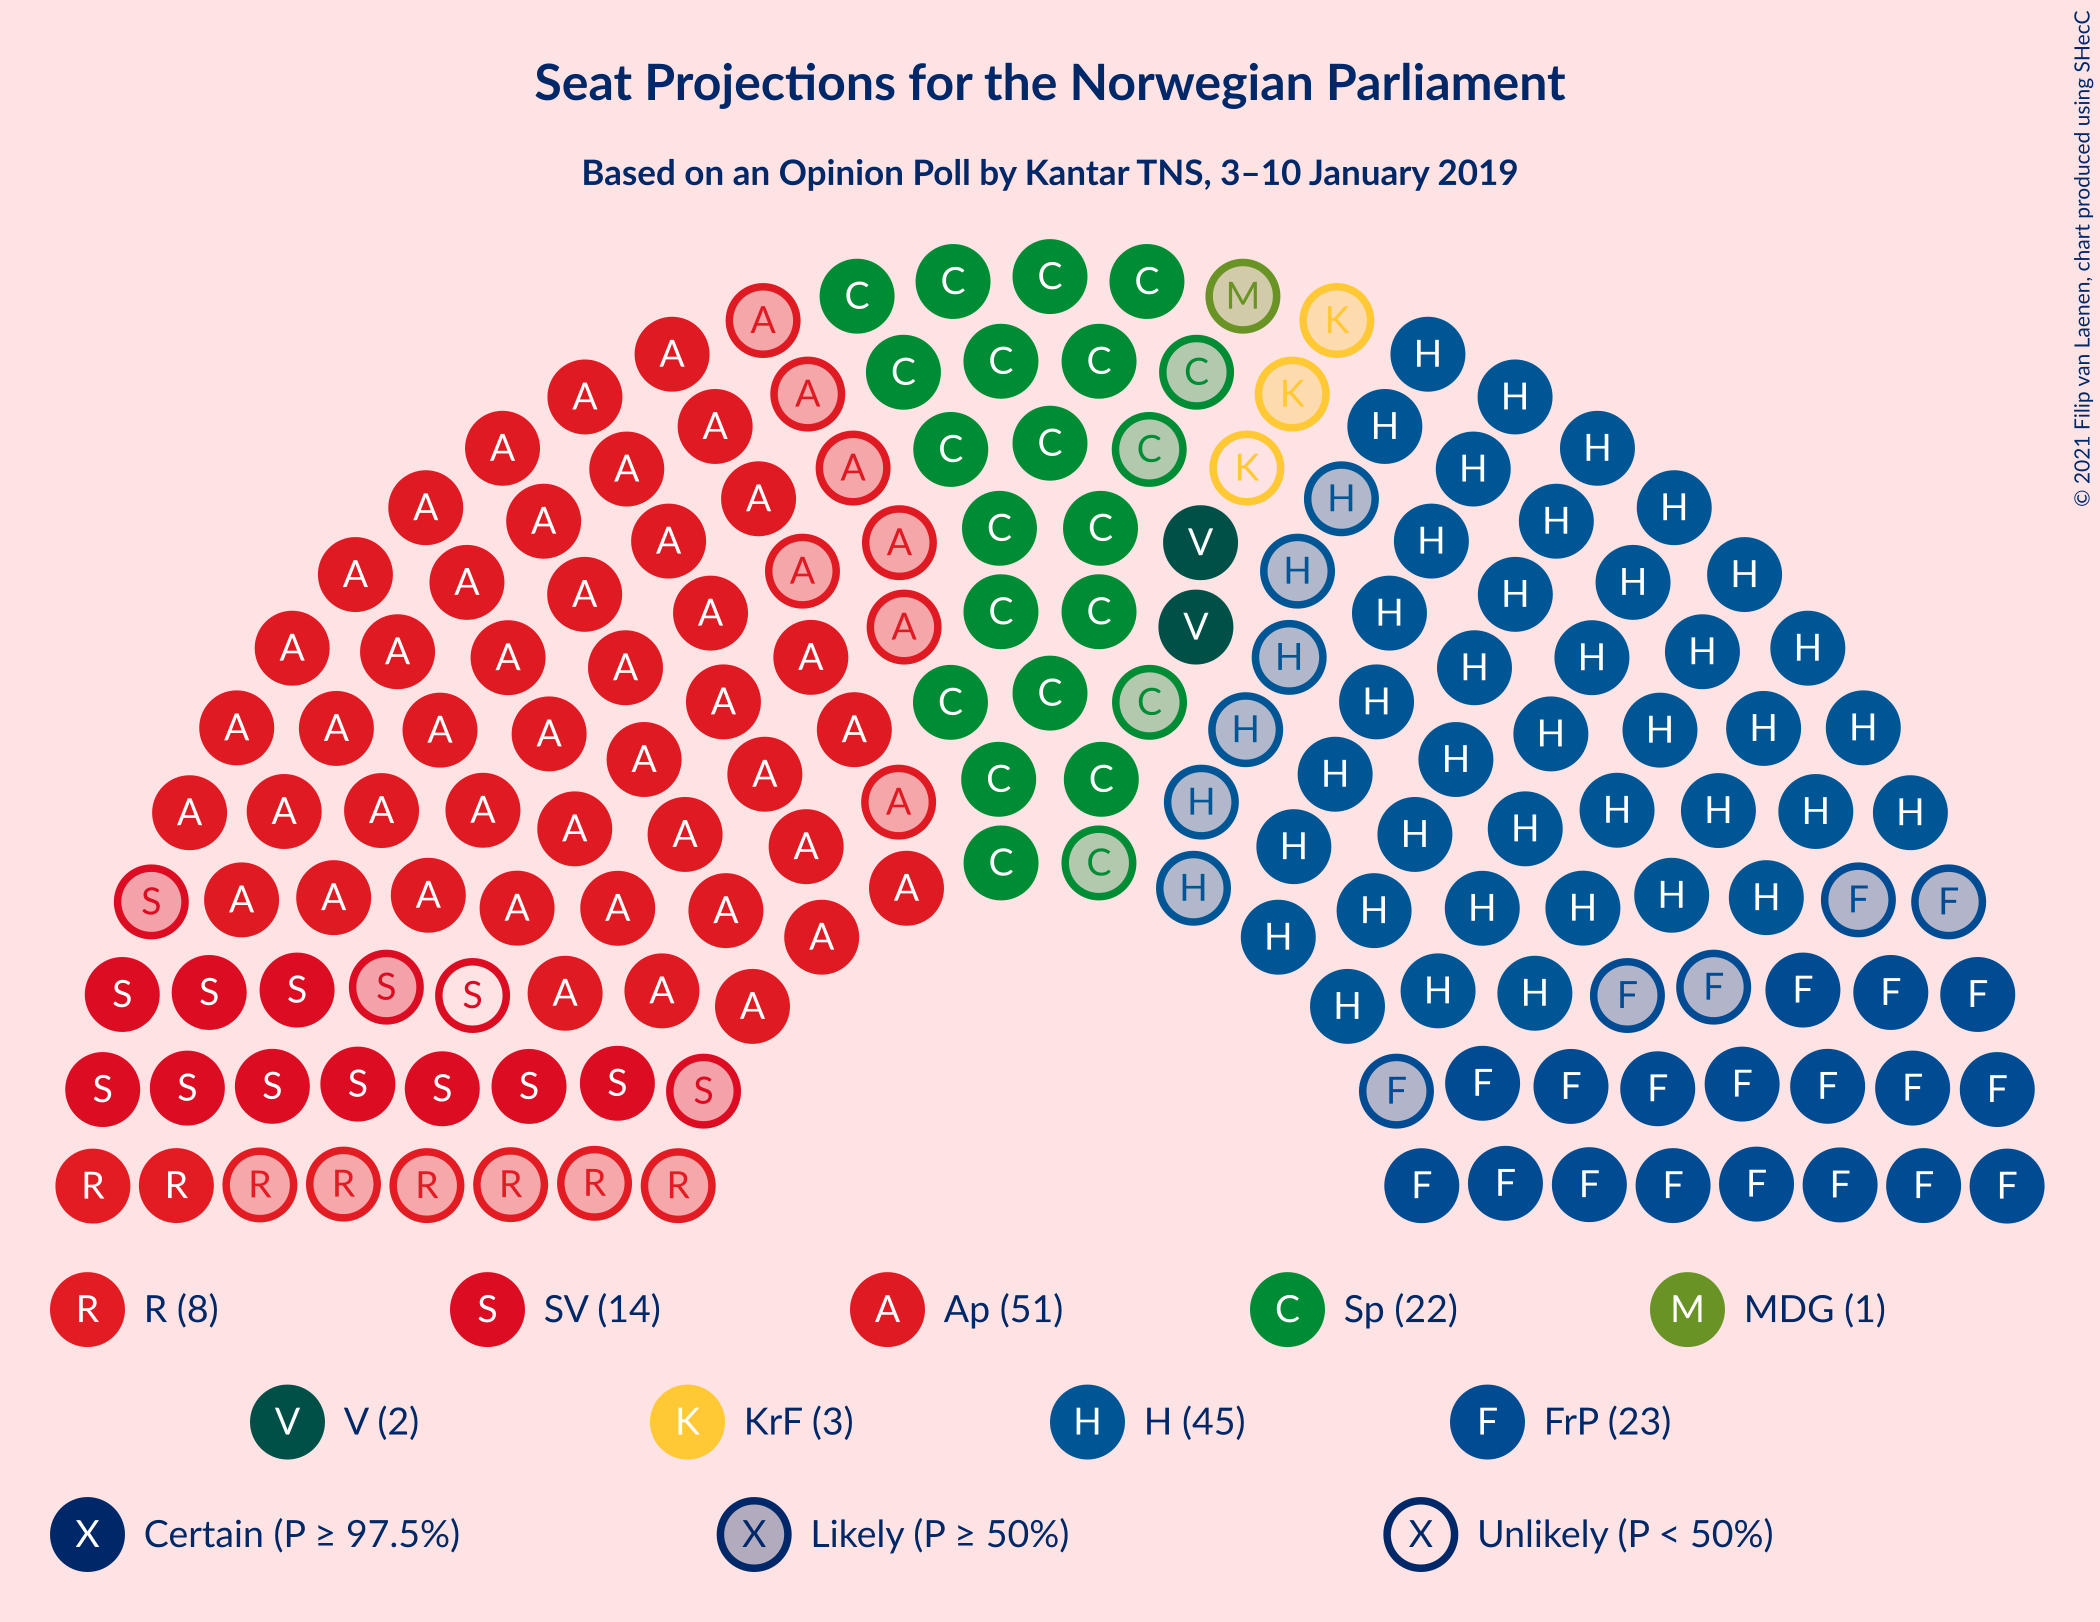 © 2021 Filip van Laenen, chart produced using SHecC
Seat Projections for the Norwegian Parliament
Based on an Opinion Poll by Kantar TNS, 3–10 January 2019
A C C C C M K
A C C C C H
A A K H
A A C C C H H
A A K H
A A A C C H H H
A A V H
A A A A H H H H
A A C C V H
A A A A A H H H H H
A C C C H
A A A A A H H H H H
A A C C H H
A A A A A H H H H H
A A A C C H H H
S A A A A A A A H H H H H H F F
A H
S S S S S A A A H H H F F F F F
S S S S S S S S F F F F F F F F
R R R R R R R R F F F F F F F F
R R (8) S SV (14) A Ap (51) C Sp (22) M MDG (1)
V V (2) K KrF (3) H H (45) F FrP (23)
X Certain (P ≥ 97.5%) X Likely (P ≥ 50%) X Unlikely (P < 50%)